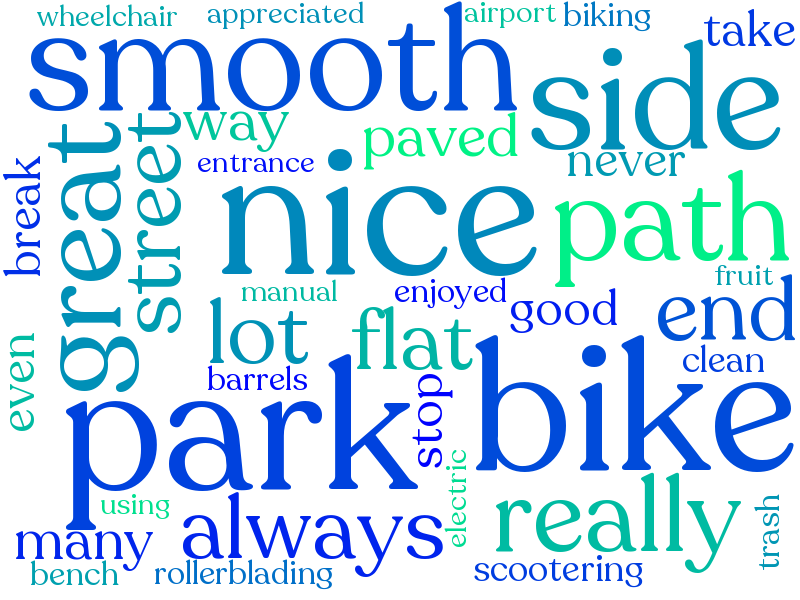 wheelchair
appreciated
airport
biking
take
smooth
side
way
paved
never
great
street
entrance
break
nice
path
fruit
manual
enjoyed
good
end
lot
flat
clean
even
barrels
stop
park
bike
electric
using
really
many
always
trash
bench
rollerblading
scootering